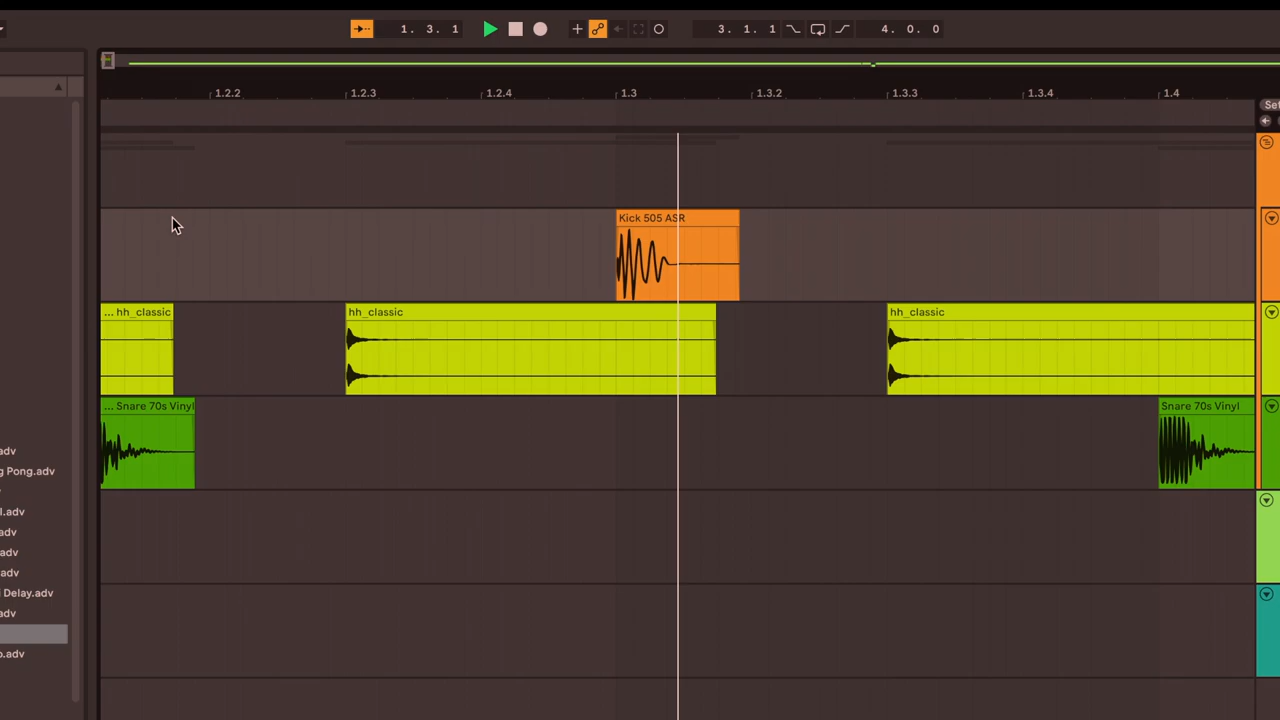 1. 3. 1
3. 1. 1
4. 0. 0
1.2.2
1.2.3
1.2.4
1.3
1.3.2
1.3.3
1.3.4
1.4
Set
Kick 505 ASR
... hh_classic
hh_classic
hh_classic
... Snare 70s Vinyl
Snare 70s Vinyl
.adv
g Pong.adv
l.adv
adv
adv
.adv
Delay.adv
adv
o.adv